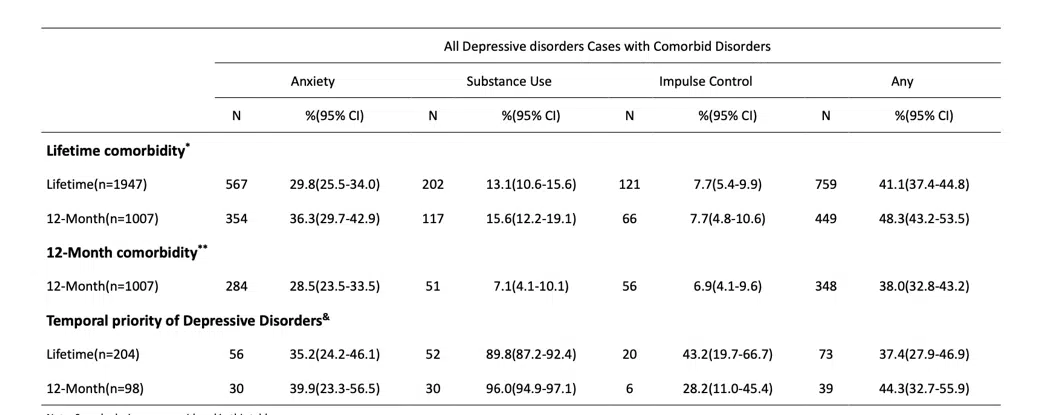 All Depressive disorders Cases with Comorbid Disorders
Anxiety Substance Use Impulse Control Any
N %(95% CI) N %(95% CI) N %(95% CI) N %(95% CI)
Lifetime comorbidity*
Lifetime(n=1947) 567 29.8(25.5-34.0) 202 13.1(10.6-15.6) 121 7.7(5.4-9.9) 759 41.1(37.4-44.8)
12-Month(n=1007) 354 36.3(29.7-42.9) 117 15.6(12.2-19.1) 66 7.7(4.8-10.6) 449 48.3(43.2-53.5)
12-Month comorbidity**
12-Month(n=1007) 284 28.5(23.5-33.5) 51 7.1(4.1-10.1) 56 6.9(4.1-9.6) 348 38.0(32.8-43.2)
Temporal priority of Depressive Disorders&
Lifetime(n=204) 56 35.2(24.2-46.1) 52 89.8(87.2-92.4) 20 43.2(19.7-66.7) 73 37.4(27.9-46.9)
12-Month(n=98) 30 39.9(23.3-56.5) 30 96.0(94.9-97.1) 6 28.2(11.0-45.4) 39 44.3(32.7-55.9)